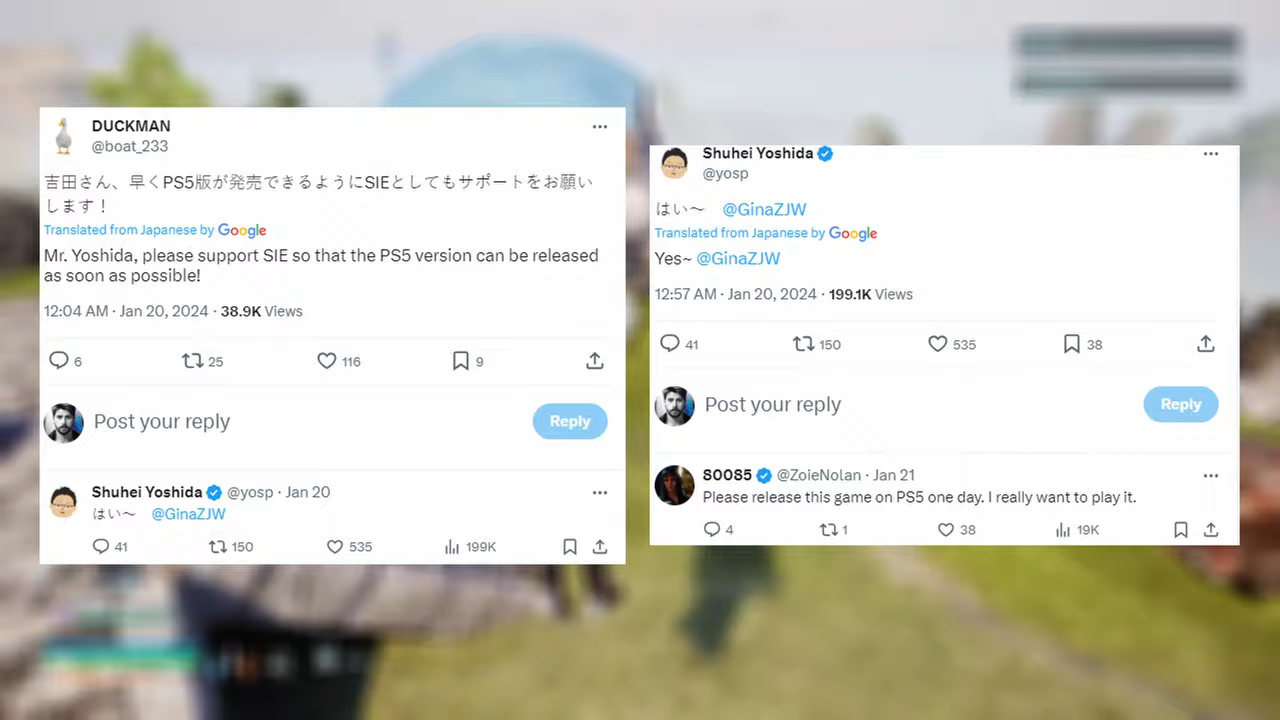 DUCKMAN
@boat_233
吉田さん、早くPS5版が発売できるようにSIEとしてもサポートをお願い
します！
Translated from Japanese by Google
Mr. Yoshida, please support SIE so that the PS5 version can be released
as soon as possible!
12:04 AM · Jan 20, 2024 · 38.9K Views
6 25 116 9
Post your reply
Reply
Shuhei Yoshida @yosp · Jan 20
はい〜 @GinaZJW
41 150 535 199K
Shuhei Yoshida
@yosp
はい〜 @GinaZJW
Translated from Japanese by Google
Yes~ @GinaZJW
12:57 AM · Jan 20, 2024 · 199.1K Views
41 150 535 38
Post your reply
Reply
80085 @ZoieNolan · Jan 21
Please release this game on PS5 one day. I really want to play it.
4 1 38 19K